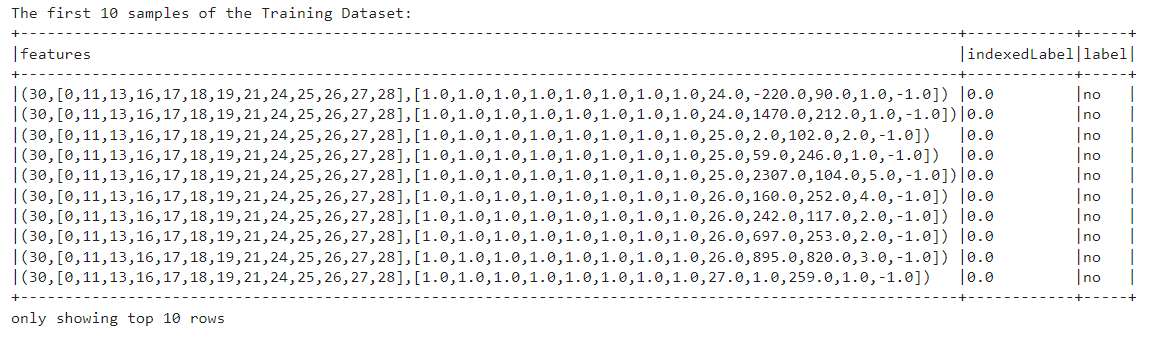 The first 10 samples of the Training Dataset:
+---------------------------------------------------------------------------------------------------------+------------+-----+
|features                                                                                                 |indexedLabel|label|
+---------------------------------------------------------------------------------------------------------+------------+-----+
|(30,[0,11,13,16,17,18,19,21,24,25,26,27,28],[1.0,1.0,1.0,1.0,1.0,1.0,1.0,1.0,24.0,-220.0,90.0,1.0,-1.0]) |0.0         |no   |
|(30,[0,11,13,16,17,18,19,21,24,25,26,27,28],[1.0,1.0,1.0,1.0,1.0,1.0,1.0,1.0,24.0,1470.0,212.0,1.0,-1.0])|0.0         |no   |
|(30,[0,11,13,16,17,18,19,21,24,25,26,27,28],[1.0,1.0,1.0,1.0,1.0,1.0,1.0,1.0,25.0,2.0,102.0,2.0,-1.0])   |0.0         |no   |
|(30,[0,11,13,16,17,18,19,21,24,25,26,27,28],[1.0,1.0,1.0,1.0,1.0,1.0,1.0,1.0,25.0,59.0,246.0,1.0,-1.0])  |0.0         |no   |
|(30,[0,11,13,16,17,18,19,21,24,25,26,27,28],[1.0,1.0,1.0,1.0,1.0,1.0,1.0,1.0,25.0,2307.0,104.0,5.0,-1.0])|0.0         |no   |
|(30,[0,11,13,16,17,18,19,21,24,25,26,27,28],[1.0,1.0,1.0,1.0,1.0,1.0,1.0,1.0,26.0,160.0,252.0,4.0,-1.0]) |0.0         |no   |
|(30,[0,11,13,16,17,18,19,21,24,25,26,27,28],[1.0,1.0,1.0,1.0,1.0,1.0,1.0,1.0,26.0,242.0,117.0,2.0,-1.0]) |0.0         |no   |
|(30,[0,11,13,16,17,18,19,21,24,25,26,27,28],[1.0,1.0,1.0,1.0,1.0,1.0,1.0,1.0,26.0,697.0,253.0,2.0,-1.0]) |0.0         |no   |
|(30,[0,11,13,16,17,18,19,21,24,25,26,27,28],[1.0,1.0,1.0,1.0,1.0,1.0,1.0,1.0,26.0,895.0,820.0,3.0,-1.0]) |0.0         |no   |
|(30,[0,11,13,16,17,18,19,21,24,25,26,27,28],[1.0,1.0,1.0,1.0,1.0,1.0,1.0,1.0,27.0,1.0,259.0,1.0,-1.0])   |0.0         |no   |
+---------------------------------------------------------------------------------------------------------+------------+-----+
only showing top 10 rows